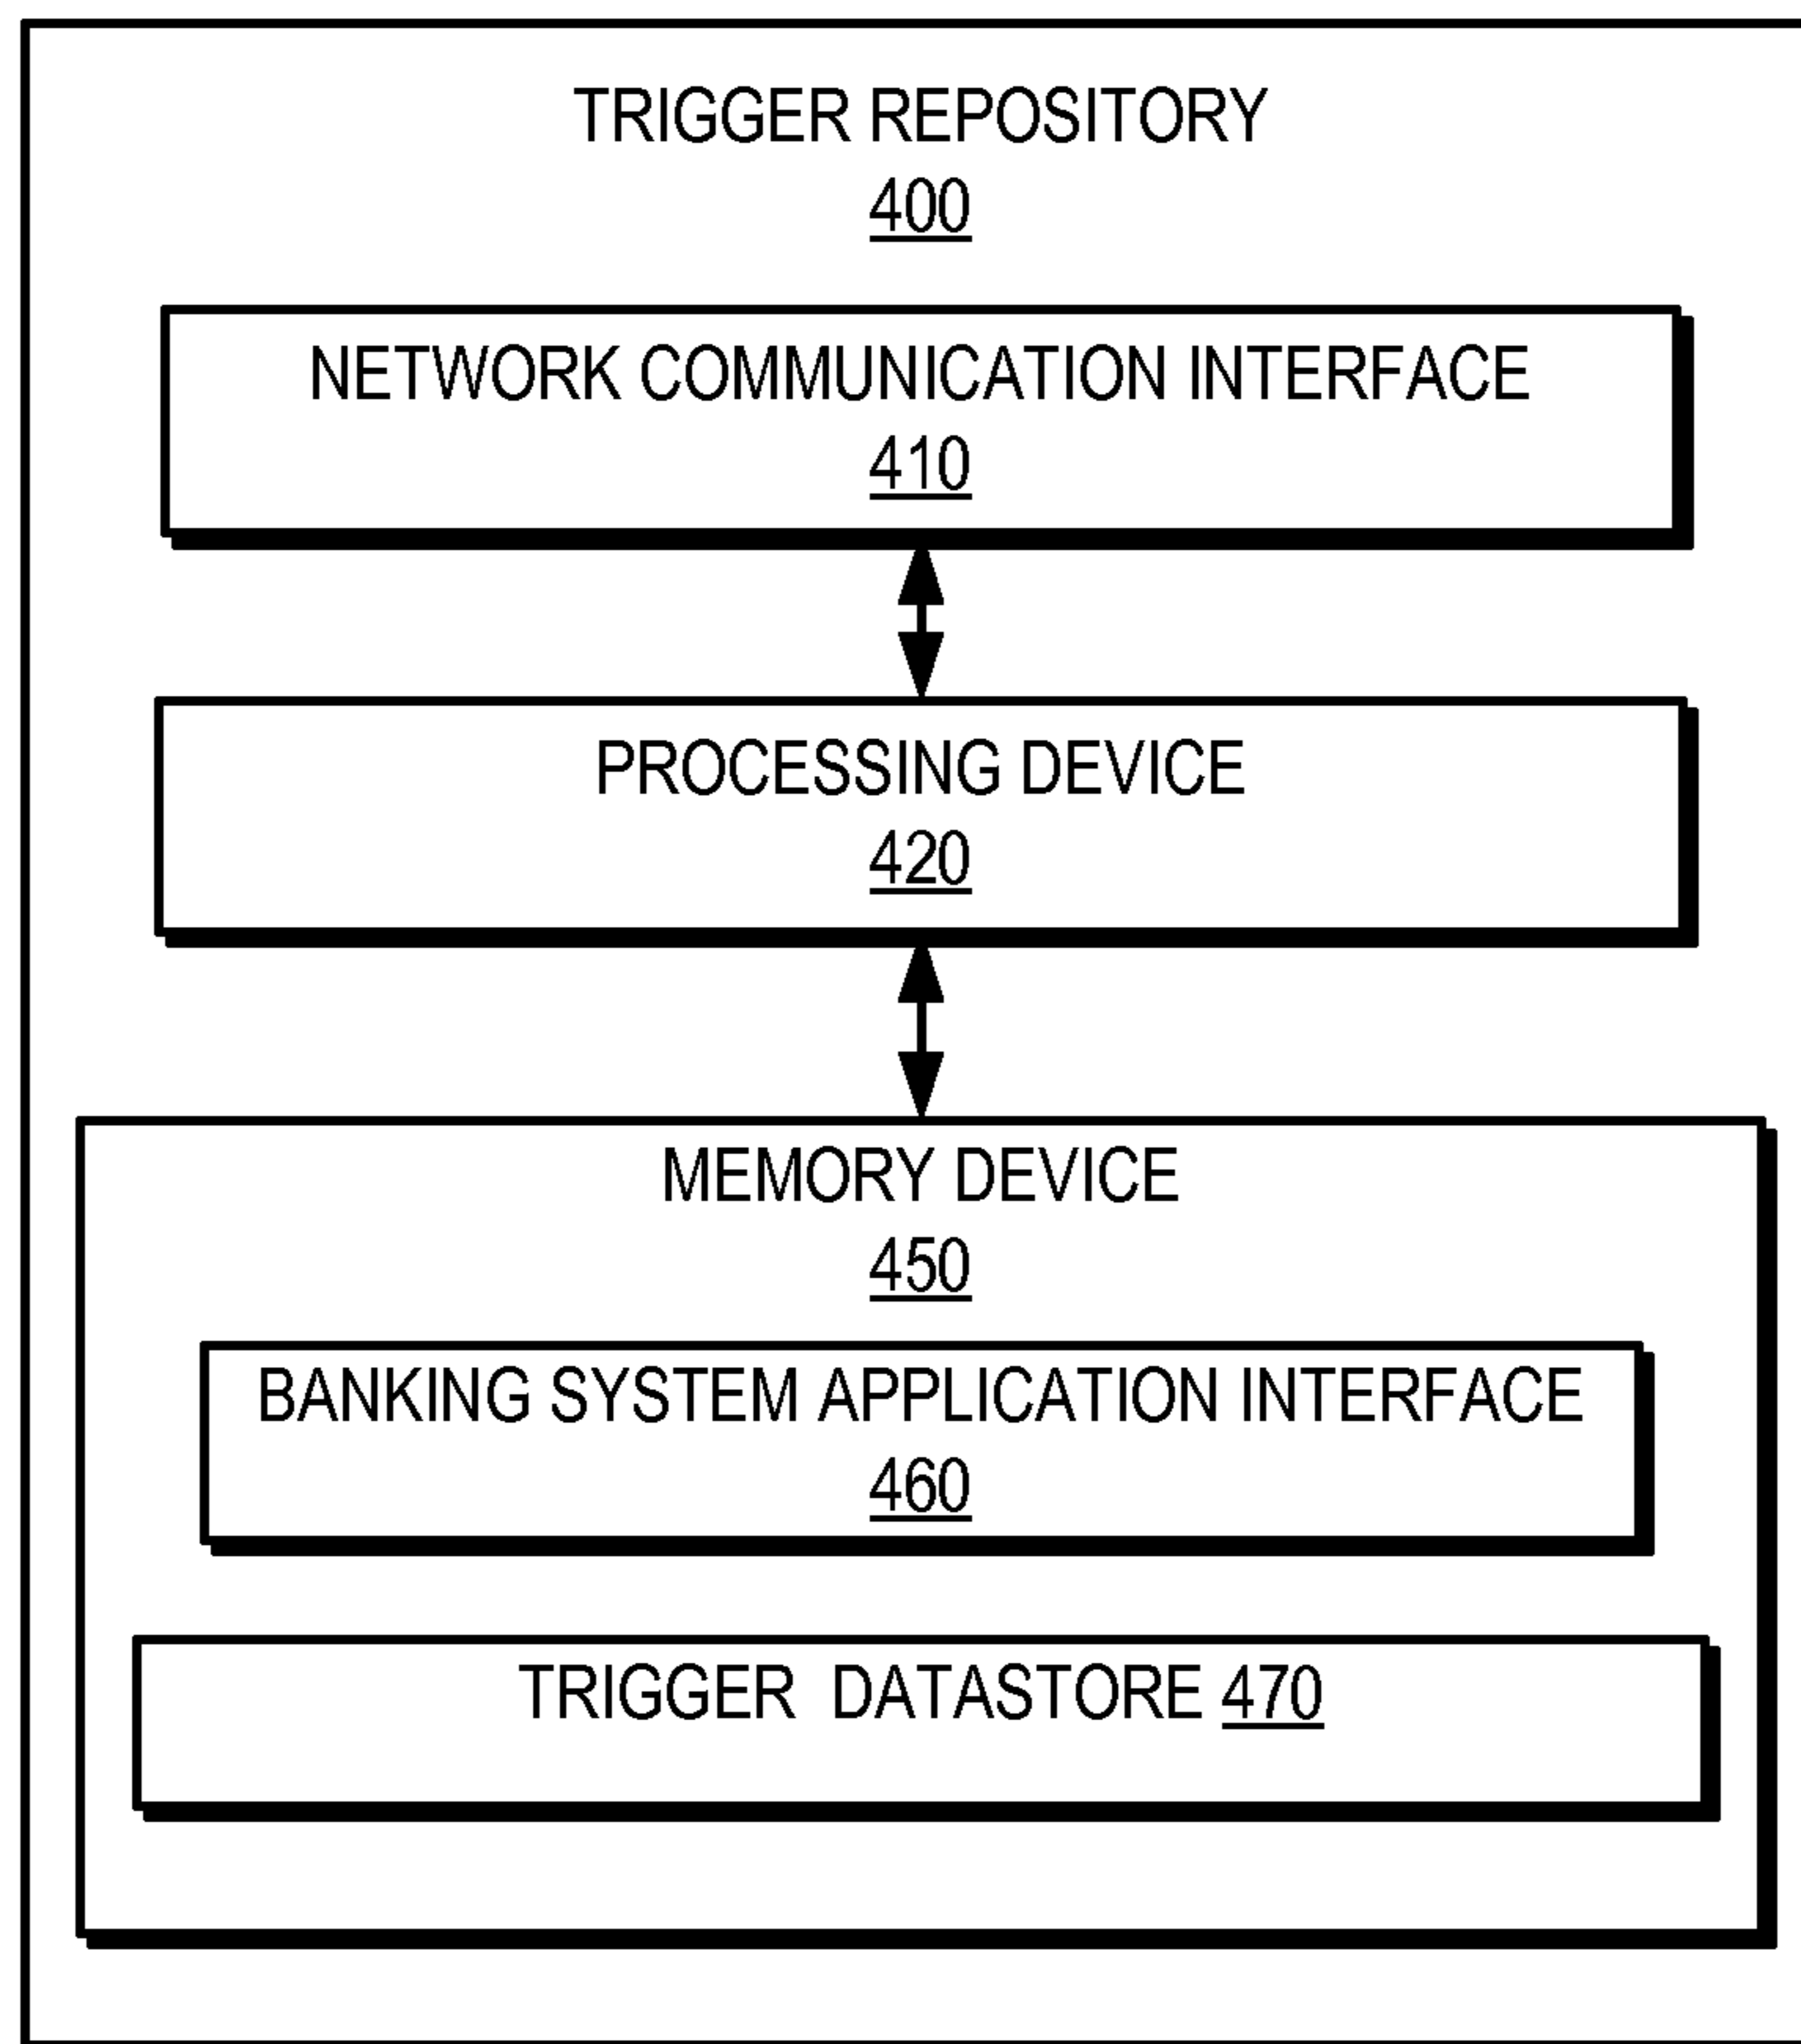 TRIGGER REPOSITORY
400
NETWORK COMMUNICATION INTERFACE
410
PROCESSING DEVICE
420
MEMORY DEVICE
450
BANKING SYSTEM APPLICATION INTERFACE
460
TRIGGER DATASTORE 470